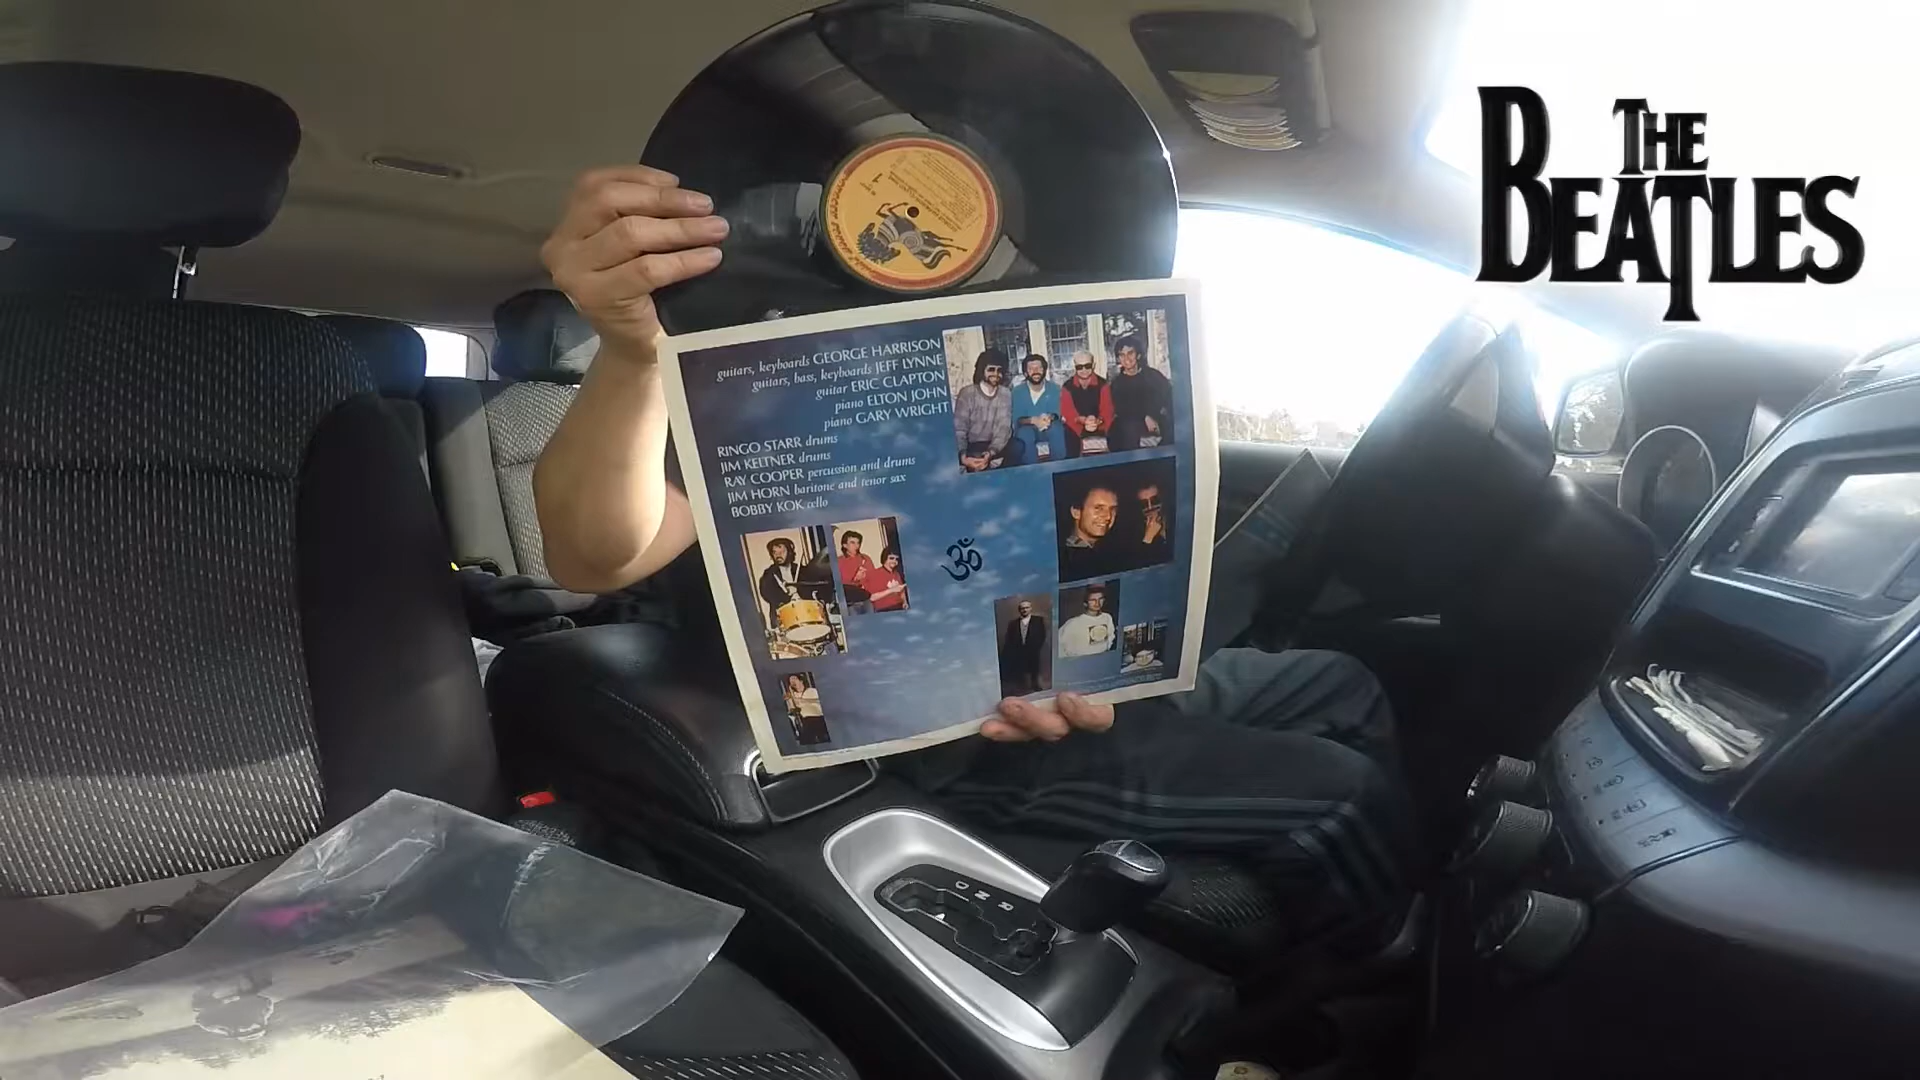 THE
BEATLES
guitars, keyboards GEORGE HARRISON
guitars, bass, keyboards JEFF LYNNE
guitar ERIC CLAPTON
piano ELTON JOHN
piano GARY WRIGHT
RINGO STARR drums
JIM KELTNER drums
RAY COOPER percussion and drums
JIM HORN baritone and tenor sax
BOBBY KOK cello
ॐ
1
D
N
R